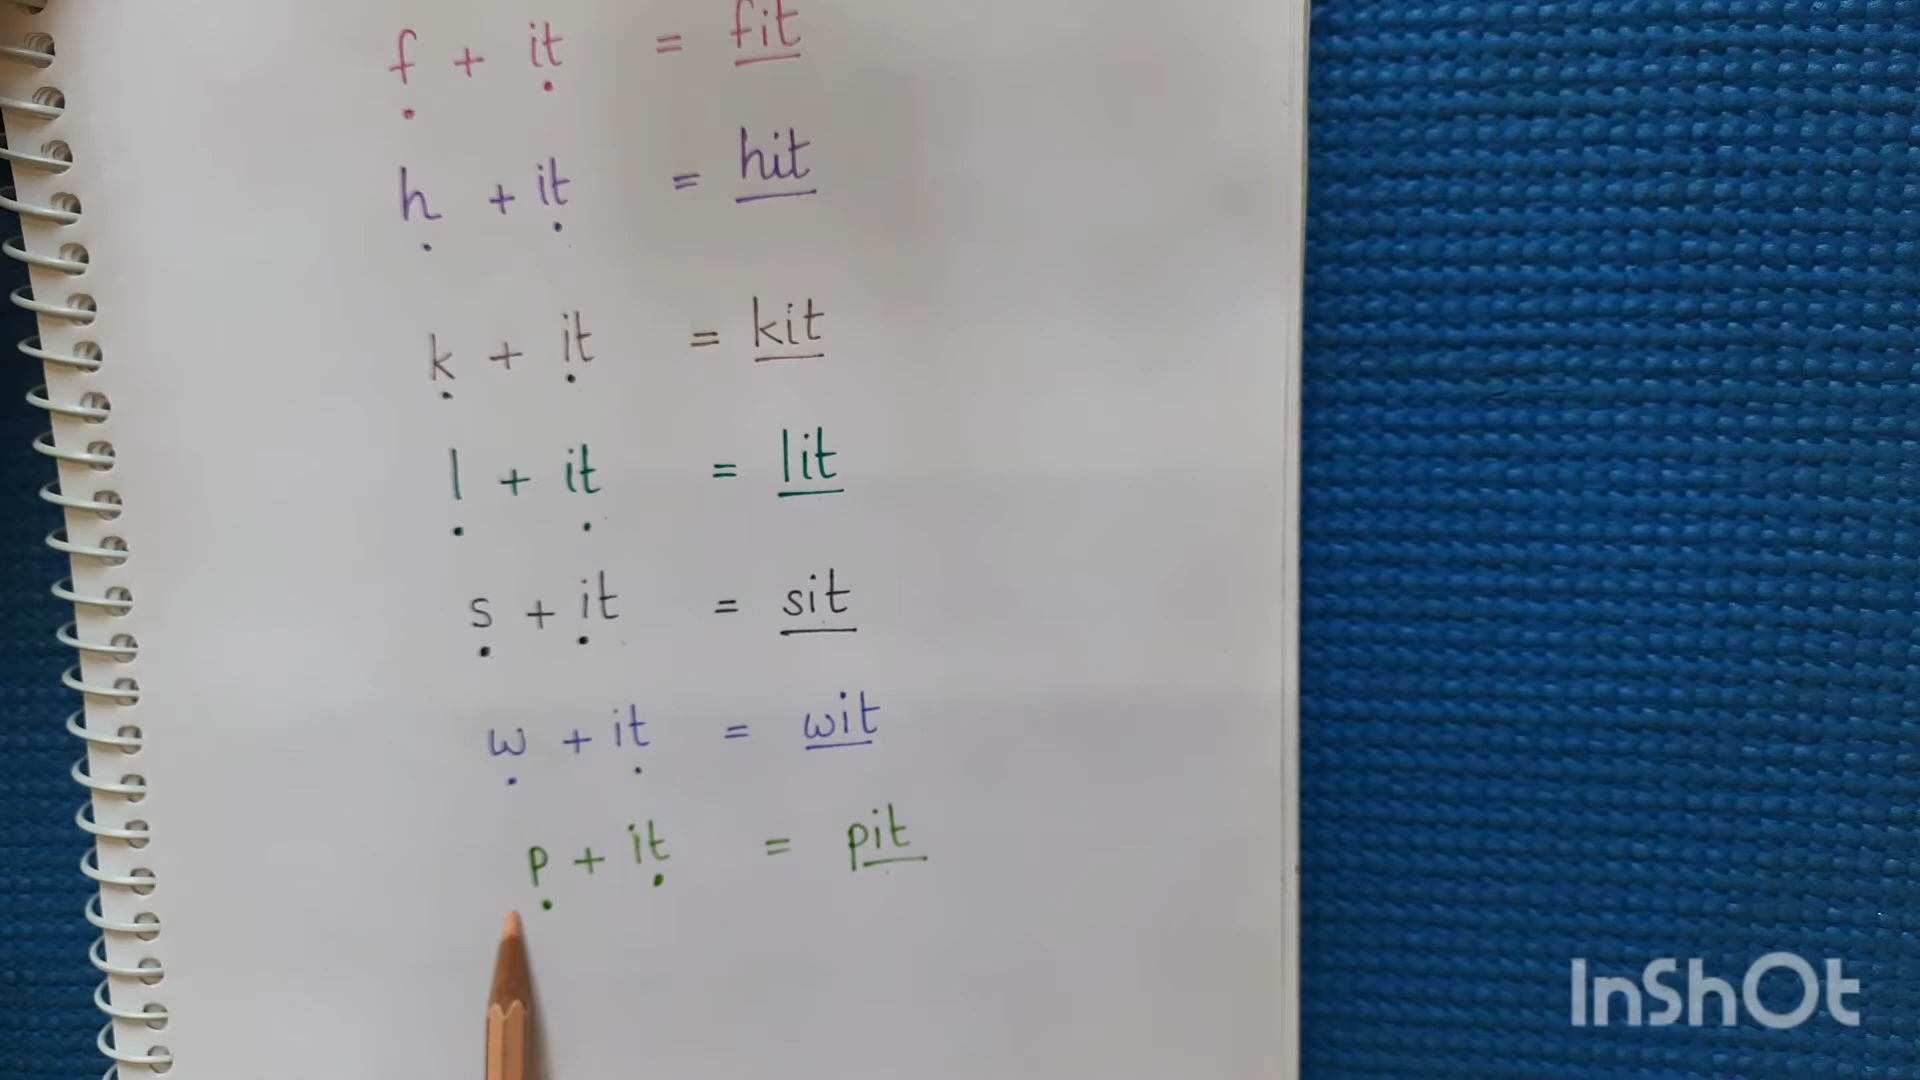 f + it = fit
h + it = hit
k + it = kit
l + it = lit
s + it = sit
w + it = wit
p + it = pit
InShOt